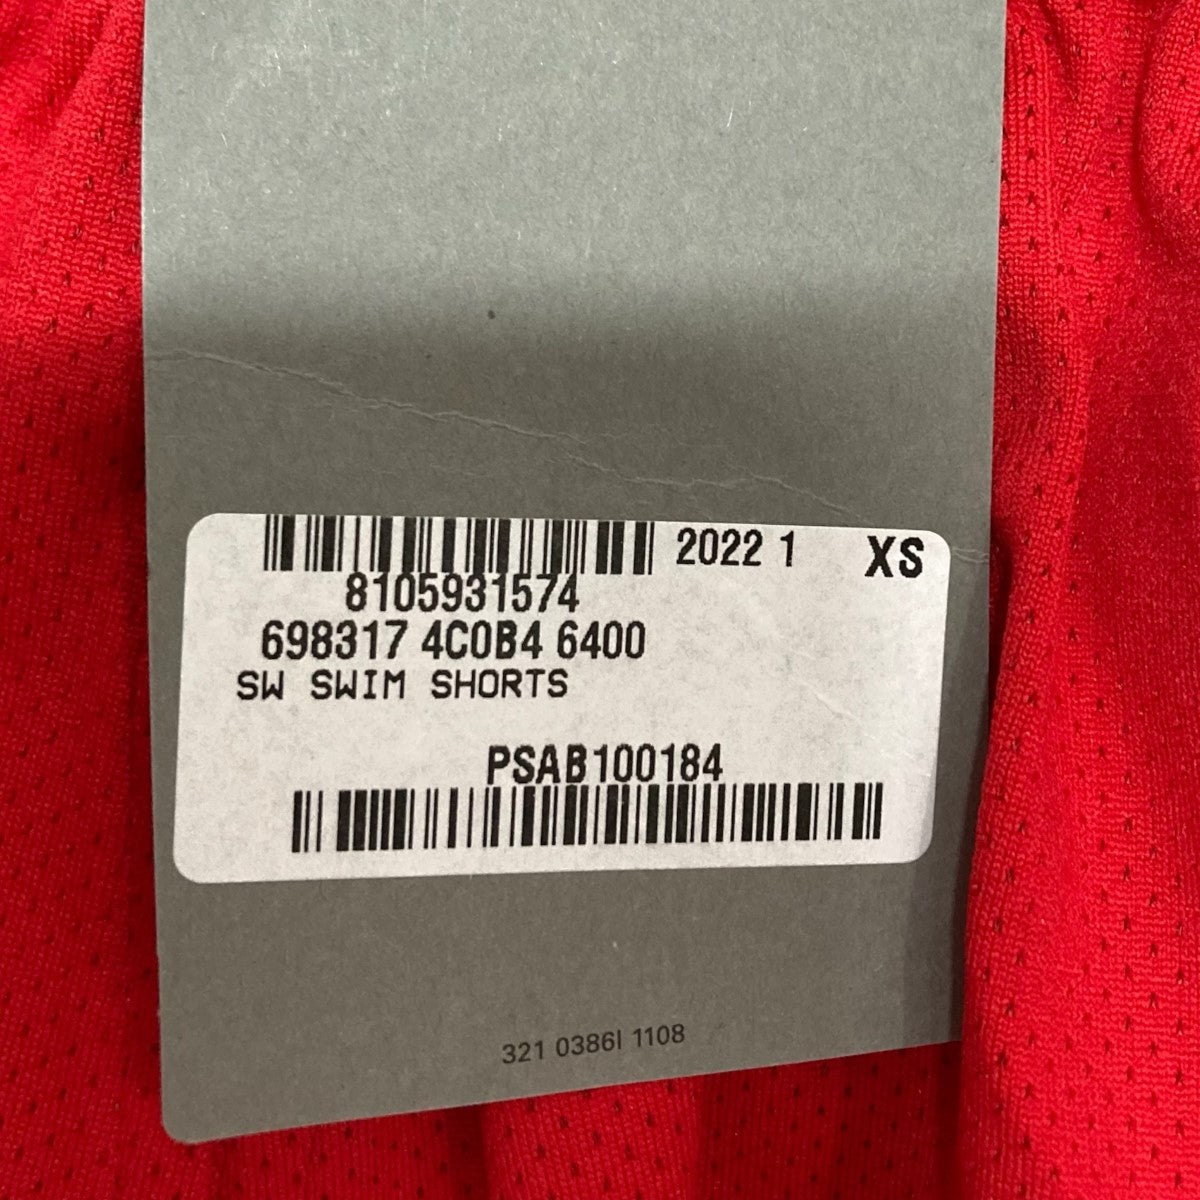 2022 1 XS
8105931574
698317 4C0B4 6400
SW SWIM SHORTS
PSAB100184
321 0386I 1108